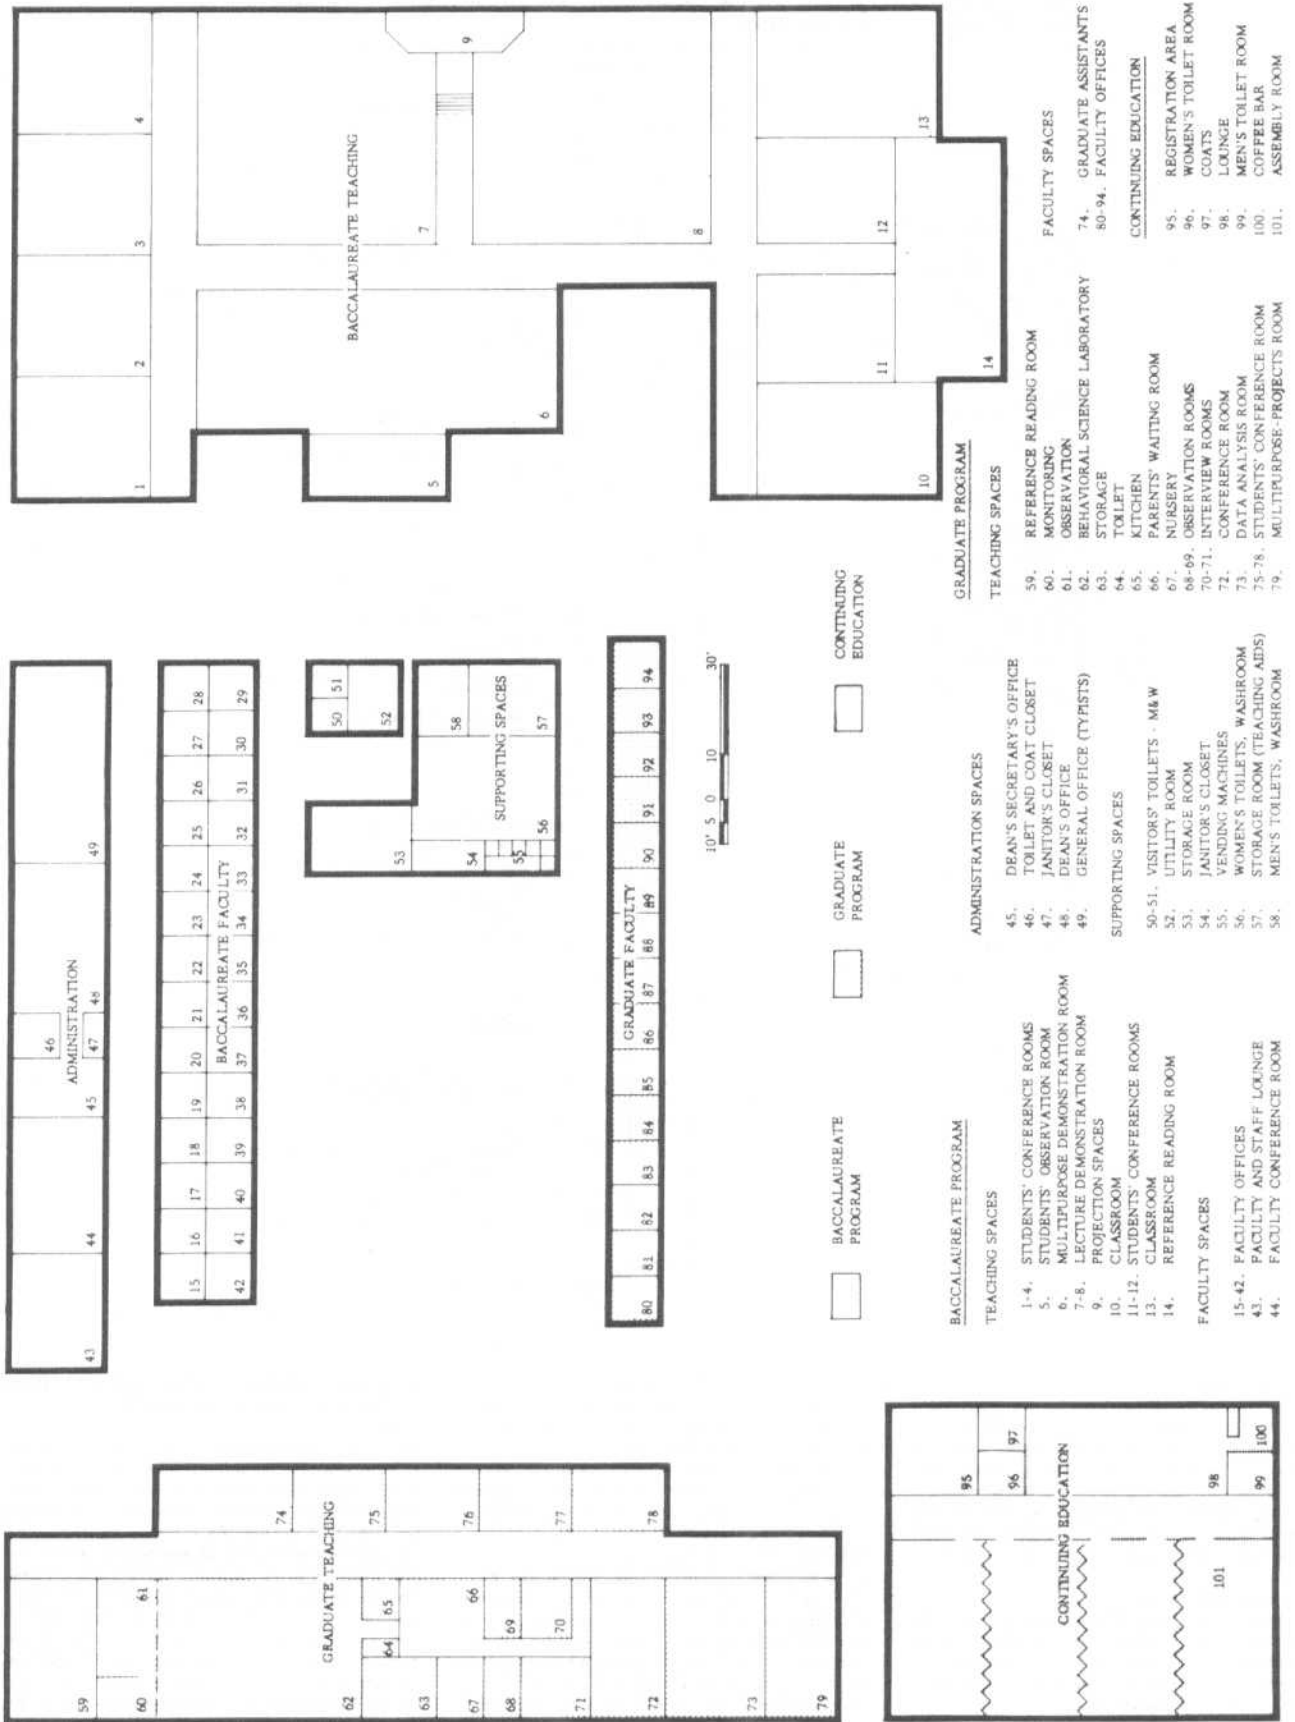 43
44
45
46
47
48
49
ADMINISTRATION
15
16
17
18
19
20
21
22
23
24
25
26
27
28
BACCALAUREATE FACULTY
42
41
40
39
38
37
36
35
34
33
32
31
30
29
50
51
52
53
54
55
56
57
58
SUPPORTING SPACES
GRADUATE FACULTY
80
81
82
83
84
85
86
87
88
89
90
91
92
93
94
10' 5 0 10 30'
1
2
3
4
5
6
7
8
9
BACCALAUREATE TEACHING
10
11
12
13
14
59
60
61
62
63
64
65
66
67
68
69
70
71
72
73
79
74
75
76
77
78
GRADUATE TEACHING
95
96
97
98
99
100
101
CONTINUING EDUCATION
BACCALAUREATE
PROGRAM
GRADUATE
PROGRAM
CONTINUING
EDUCATION
BACCALAUREATE PROGRAM
TEACHING SPACES
1-4. STUDENTS' CONFERENCE ROOMS
5. STUDENTS' OBSERVATION ROOM
6. MULTIPURPOSE DEMONSTRATION ROOM
7-8. LECTURE DEMONSTRATION ROOM
9. PROJECTION SPACES
10. CLASSROOM
11-12. STUDENTS' CONFERENCE ROOMS
13. CLASSROOM
14. REFERENCE READING ROOM
FACULTY SPACES
15-42. FACULTY OFFICES
43. FACULTY AND STAFF LOUNGE
44. FACULTY CONFERENCE ROOM
ADMINISTRATION SPACES
45. DEAN'S SECRETARY'S OFFICE
46. TOILET AND COAT CLOSET
47. JANITOR'S CLOSET
48. DEAN'S OFFICE
49. GENERAL OFFICE (TYPISTS)
SUPPORTING SPACES
50-51. VISITORS' TOILETS - M&W
52. UTILITY ROOM
53. STORAGE ROOM
54. JANITOR'S CLOSET
55. VENDING MACHINES
56. WOMEN'S TOILETS, WASHROOM
57. STORAGE ROOM (TEACHING AIDS)
58. MEN'S TOILETS, WASHROOM
GRADUATE PROGRAM
TEACHING SPACES
59. REFERENCE READING ROOM
60. MONITORING
61. OBSERVATION
62. BEHAVIORAL SCIENCE LABORATORY
63. STORAGE
64. TOILET
65. KITCHEN
66. PARENTS' WAITING ROOM
67. NURSERY
68-69. OBSERVATION ROOMS
70-71. INTERVIEW ROOMS
72. CONFERENCE ROOM
73. DATA ANALYSIS ROOM
75-78. STUDENTS' CONFERENCE ROOM
79. MULTIPURPOSE-PROJECTS ROOM
FACULTY SPACES
74. GRADUATE ASSISTANTS
80-94. FACULTY OFFICES
CONTINUING EDUCATION
95. REGISTRATION AREA
96. WOMEN'S TOILET ROOM
97. COATS
98. LOUNGE
99. MEN'S TOILET ROOM
100. COFFEE BAR
101. ASSEMBLY ROOM